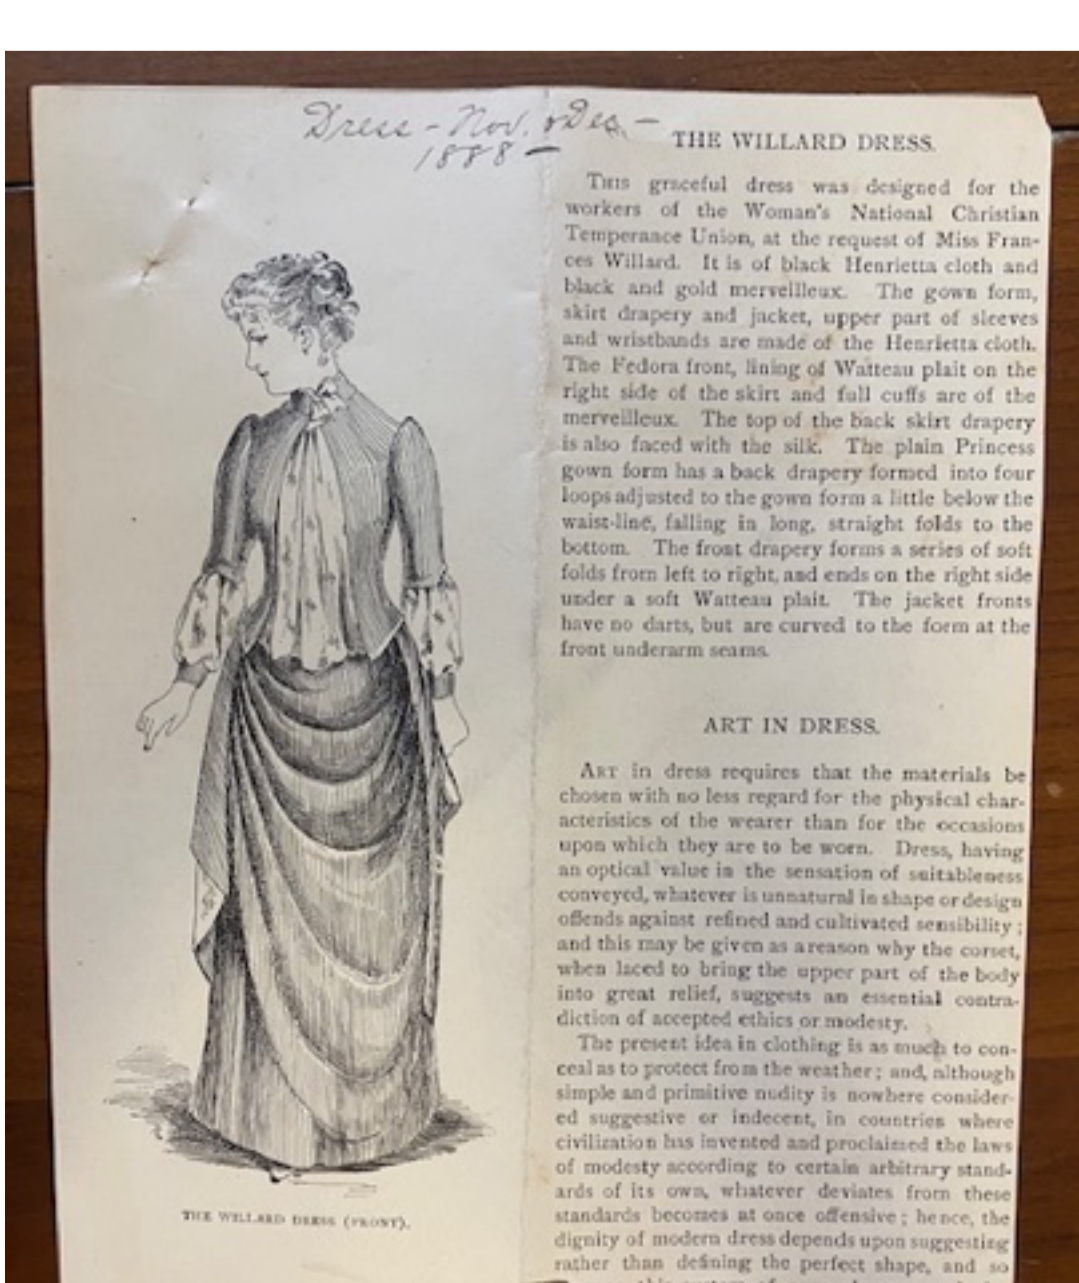 Dress - Nov. & Dec. -
1888 -
THE WILLARD DRESS.
THIS graceful dress was designed for the
workers of the Woman's National Christian
Temperance Union, at the request of Miss Fran-
ces Willard. It is of black Henrietta cloth and
black and gold merveilleux. The gown form,
skirt drapery and jacket, upper part of sleeves
and wristbands are made of the Henrietta cloth.
The Fedora front, lining of Watteau plait on the
right side of the skirt and full cuffs are of the
merveilleux. The top of the back skirt drapery
is also faced with the silk. The plain Princess
gown form has a back drapery formed into four
loops adjusted to the gown form a little below the
waist-line, falling in long, straight folds to the
bottom. The front drapery forms a series of soft
folds from left to right, and ends on the right side
under a soft Watteau plait. The jacket fronts
have no darts, but are curved to the form at the
front underarm seams.
ART IN DRESS.
ART in dress requires that the materials be
chosen with no less regard for the physical char-
acteristics of the wearer than for the occasions
upon which they are to be worn. Dress, having
an optical value in the sensation of suitableness
conveyed, whatever is unnatural in shape or design
offends against refined and cultivated sensibility;
and this may be given as a reason why the corset,
when laced to bring the upper part of the body
into great relief, suggests an essential contra-
diction of accepted ethics or modesty.
The present idea in clothing is as much to con-
ceal as to protect from the weather; and, although
simple and primitive nudity is nowhere consider-
ed suggestive or indecent, in countries where
civilization has invented and proclaimed the laws
of modesty according to certain arbitrary stand-
ards of its own, whatever deviates from these
standards becomes at once offensive; hence, the
dignity of modern dress depends upon suggesting
rather than defining the perfect shape, and so
THE WILLARD DRESS (FRONT).